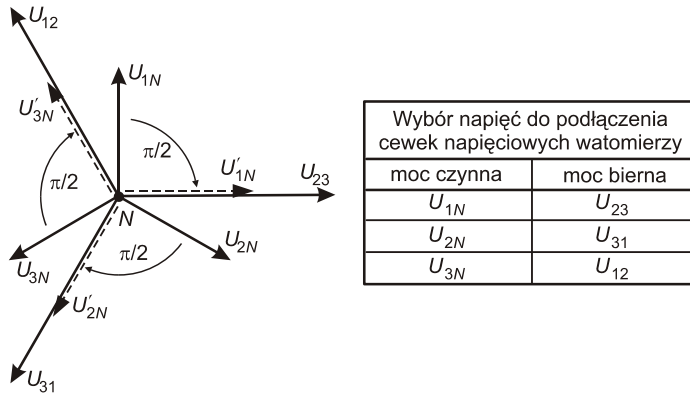 U12
U1N
U′3N
π/2
π/2
U′1N
U23
N
U2N
π/2
U3N
U′2N
U31
Wybór napięć do podłączenia
cewek napięciowych watomierzy
moc czynna moc bierna
U1N U23
U2N U31
U3N U12